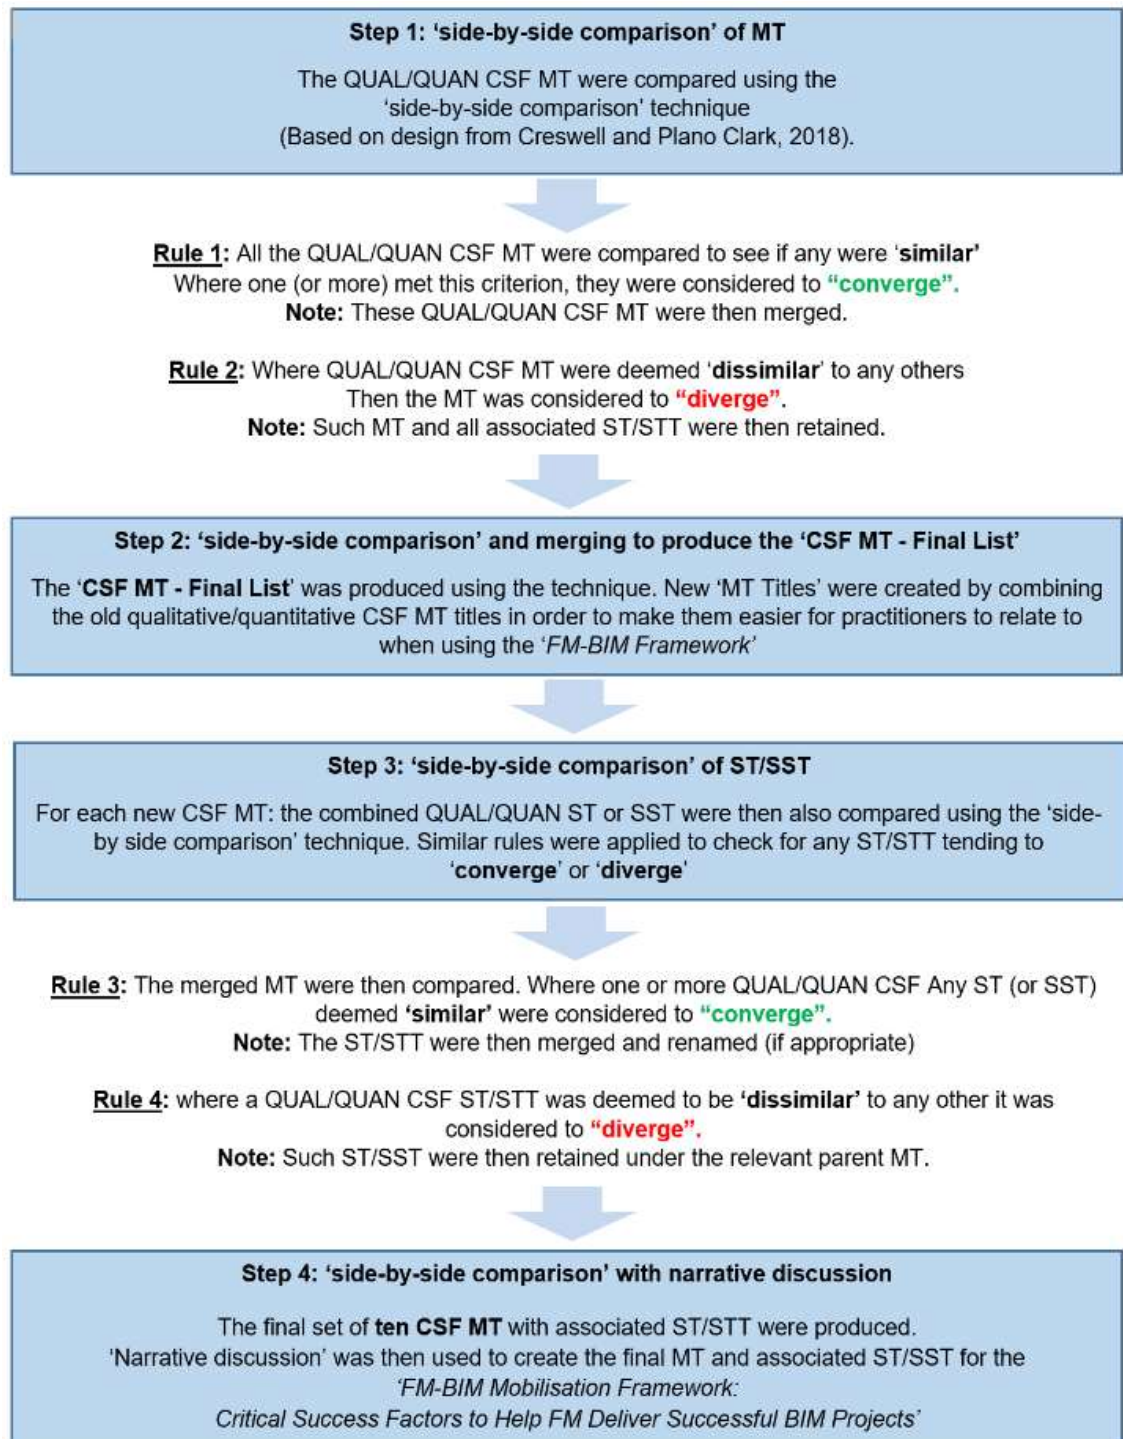 Step 1: ‘side-by-side comparison’ of MT
The QUAL/QUAN CSF MT were compared using the
‘side-by-side comparison’ technique
(Based on design from Creswell and Plano Clark, 2018).
Rule 1: All the QUAL/QUAN CSF MT were compared to see if any were ‘similar’
Where one (or more) met this criterion, they were considered to “converge”.
Note: These QUAL/QUAN CSF MT were then merged.
Rule 2: Where QUAL/QUAN CSF MT were deemed ‘dissimilar’ to any others
Then the MT was considered to “diverge”.
Note: Such MT and all associated ST/STT were then retained.
Step 2: ‘side-by-side comparison’ and merging to produce the ‘CSF MT - Final List’
The ‘CSF MT - Final List’ was produced using the technique. New ‘MT Titles’ were created by combining
the old qualitative/quantitative CSF MT titles in order to make them easier for practitioners to relate to
when using the ‘FM-BIM Framework’
Step 3: ‘side-by-side comparison’ of ST/SST
For each new CSF MT: the combined QUAL/QUAN ST or SST were then also compared using the ‘side-
by side comparison’ technique. Similar rules were applied to check for any ST/STT tending to
‘converge’ or ‘diverge’
Rule 3: The merged MT were then compared. Where one or more QUAL/QUAN CSF Any ST (or SST)
deemed ‘similar’ were considered to “converge”.
Note: The ST/STT were then merged and renamed (if appropriate)
Rule 4: where a QUAL/QUAN CSF ST/STT was deemed to be ‘dissimilar’ to any other it was
considered to “diverge”.
Note: Such ST/SST were then retained under the relevant parent MT.
Step 4: ‘side-by-side comparison’ with narrative discussion
The final set of ten CSF MT with associated ST/STT were produced.
‘Narrative discussion’ was then used to create the final MT and associated ST/SST for the
‘FM-BIM Mobilisation Framework:
Critical Success Factors to Help FM Deliver Successful BIM Projects’